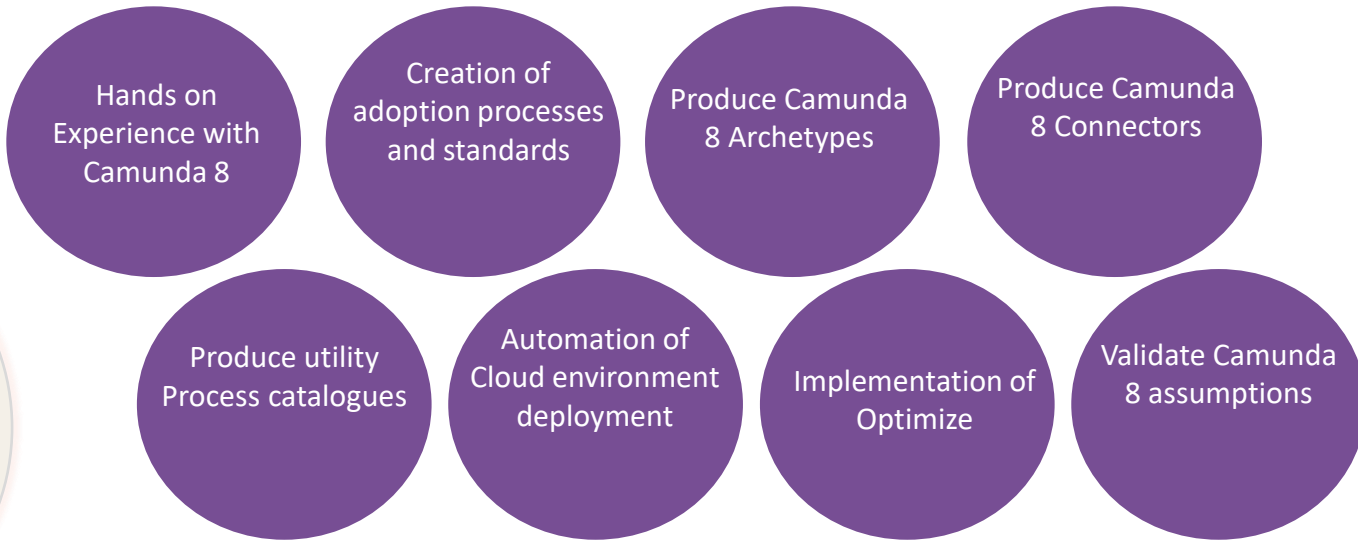 Hands on
Experience with
Camunda 8
Creation of
adoption processes
and standards
Produce Camunda
8 Archetypes
Produce Camunda
8 Connectors
Produce utility
Process catalogues
Automation of
Cloud environment
deployment
Implementation of
Optimize
Validate Camunda
8 assumptions